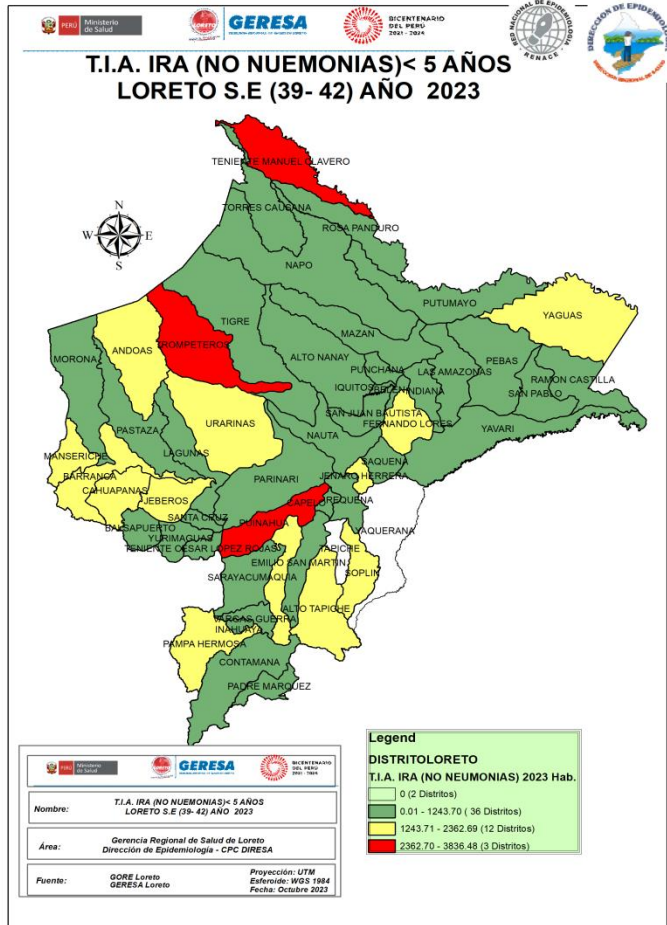 PERÚ Ministerio de Salud
LORETO
GERESA
BICENTENARIO DEL PERÚ 2021 - 2024
RED NACIONAL DE EPIDEMIOLOGÍA
RENACE
T.I.A. IRA (NO NUEMONIAS)< 5 AÑOS
LORETO S.E (39- 42) AÑO 2023
N
W E
S
TENIENTE MANUEL CLAVERO
TORRES CAUSANA
ROSA PANDURO
NAPO
PUTUMAYO
YAGUAS
TIGRE
TROMPETEROS
MAZAN
ANDOAS
MORONA
ALTO NANAY
PEBAS
PUNCHANA
LAS AMAZONAS
RAMON CASTILLA
IQUITOS
BELEN
INDIANA
SAN PABLO
SAN JUAN BAUTISTA
URARINAS
FERNANDO LORES
YAVARI
PASTAZA
NAUTA
LAGUNAS
MANSERICHE
SAQUENA
BARRANCA
PARINARI
JENARO HERRERA
CAHUAPANAS
JEBEROS
CAPELO
REQUENA
SANTA CRUZ
PUINAHUA
BALSAPUERTO
YAQUERANA
YURIMAGUAS
TENIENTE CESAR LOPEZ ROJAS
TAPICHE
EMILIO SAN MARTIN
SOPLIN
SARAYACU
MAQUIA
ALTO TAPICHE
VARGAS GUERRA
INAHUAYA
PAMPA HERMOSA
CONTAMANA
PADRE MARQUEZ
PERÚ Ministerio de Salud
GERESA
BICENTENARIO DEL PERÚ 2021 - 2024
Nombre: T.I.A. IRA (NO NUEMONIAS)< 5 AÑOS
LORETO S.E (39- 42) AÑO 2023
Área: Gerencia Regional de Salud de Loreto
Dirección de Epidemiología - CPC DIRESA
Fuente: GORE Loreto
GERESA Loreto
Proyección: UTM
Esferoide: WGS 1984
Fecha: Octubre 2023
Legend
DISTRITOLORETO
T.I.A. IRA (NO NEUMONIAS) 2023 Hab.
0 (2 Distritos)
0.01 - 1243.70 ( 36 Distritos)
1243.71 - 2362.69 (12 Distritos)
2362.70 - 3836.48 (3 Distritos)